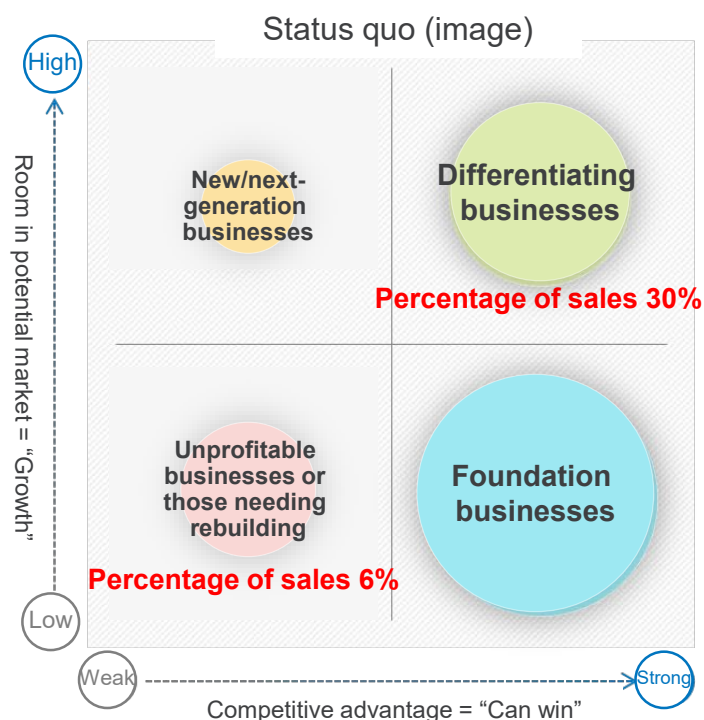 Status quo (image)
High
Room in potential market = “Growth”
New/next-
generation
businesses
Differentiating
businesses
Percentage of sales 30%
Unprofitable
businesses or
those needing
rebuilding
Foundation
businesses
Percentage of sales 6%
Low
Weak
Strong
Competitive advantage = “Can win”